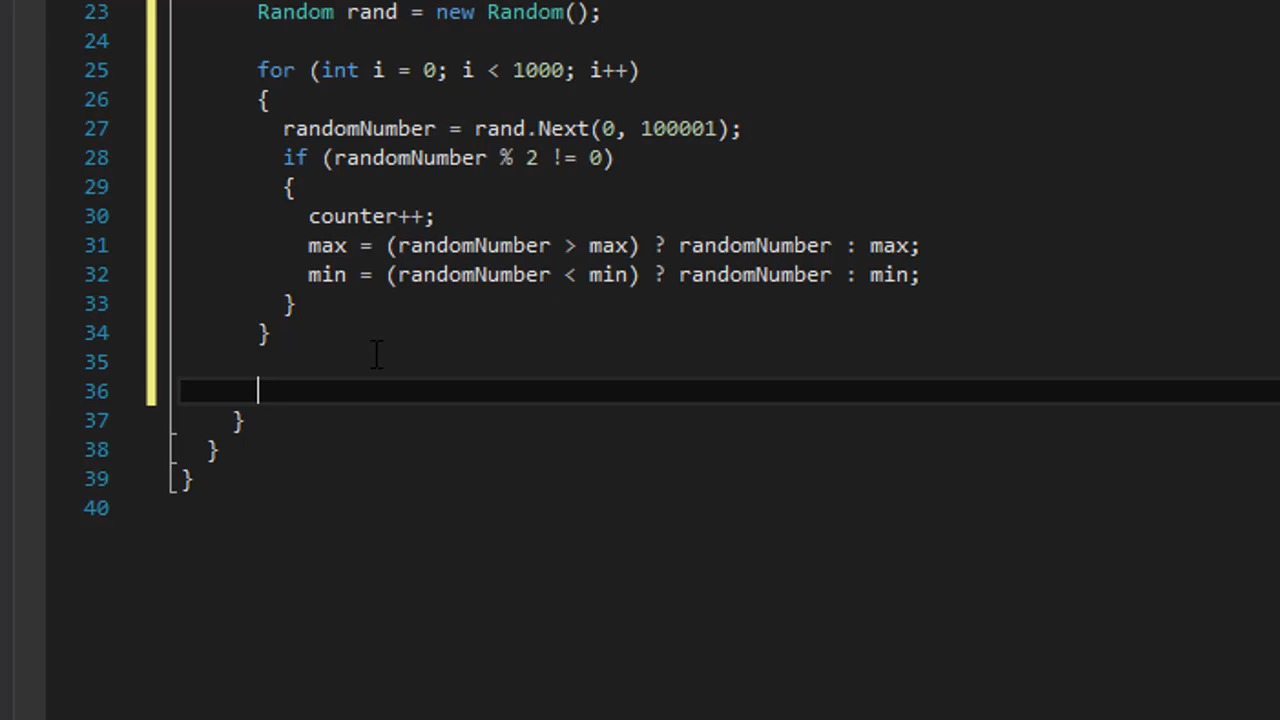 23 Random rand = new Random();
24
25 for (int i = 0; i < 1000; i++)
26 {
27 randomNumber = rand.Next(0, 100001);
28 if (randomNumber % 2 != 0)
29 {
30 counter++;
31 max = (randomNumber > max) ? randomNumber : max;
32 min = (randomNumber < min) ? randomNumber : min;
33 }
34 }
35
36
37 }
38 }
39 }
40